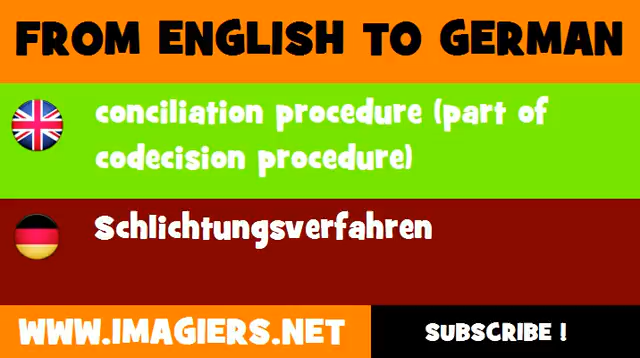 FROM ENGLISH TO GERMAN
conciliation procedure (part of
codecision procedure)
Schlichtungsverfahren
WWW.IMAGIERS.NET
SUBSCRIBE !